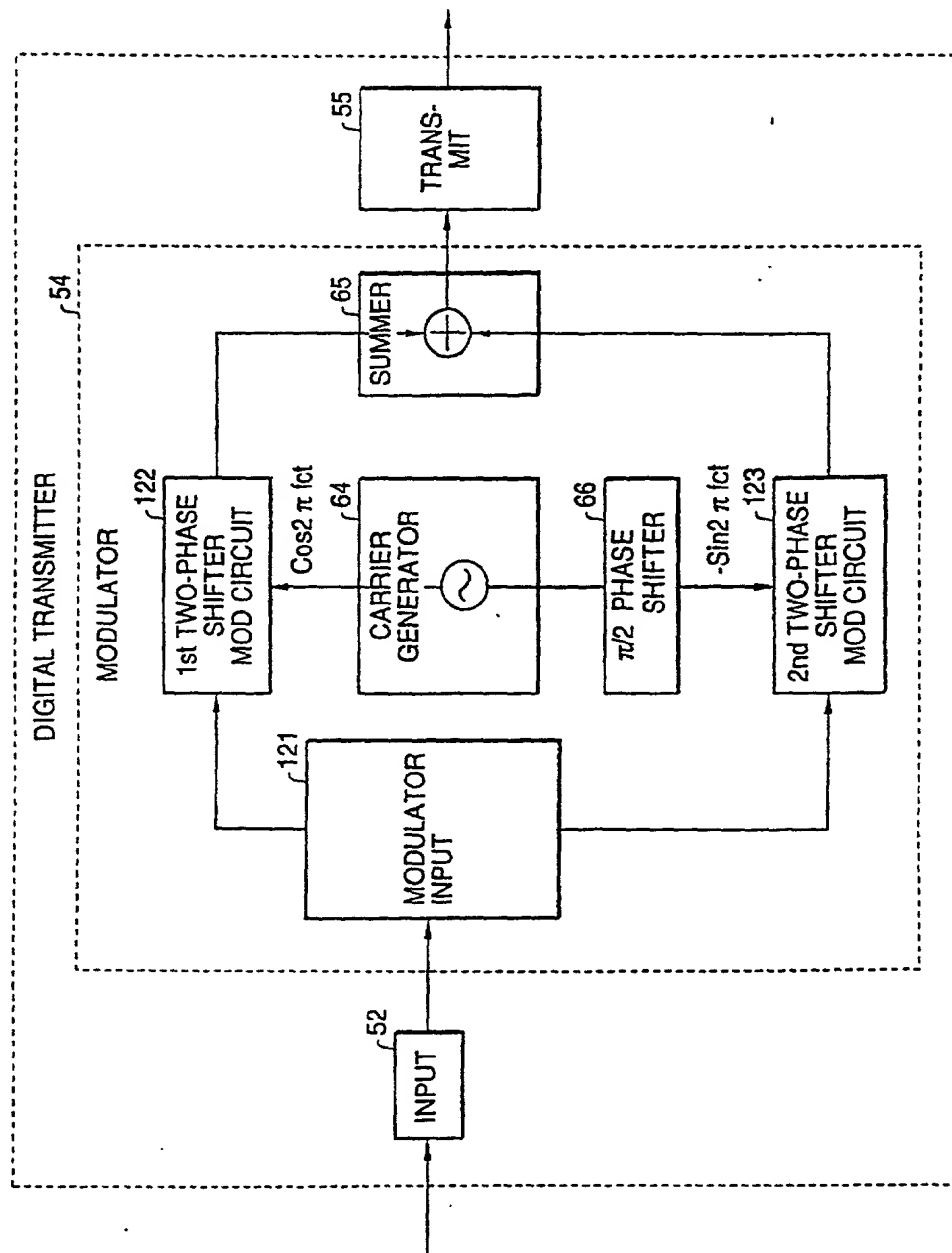 DIGITAL TRANSMITTER
54
MODULATOR
52
INPUT
121
MODULATOR
INPUT
122
1st TWO-PHASE
SHIFTER
MOD CIRCUIT
Cos2 π fct
64
CARRIER
GENERATOR
66
π/2 PHASE
SHIFTER
-Sin2 π fct
123
2nd TWO-PHASE
SHIFTER
MOD CIRCUIT
65
SUMMER
55
TRANS-
MIT